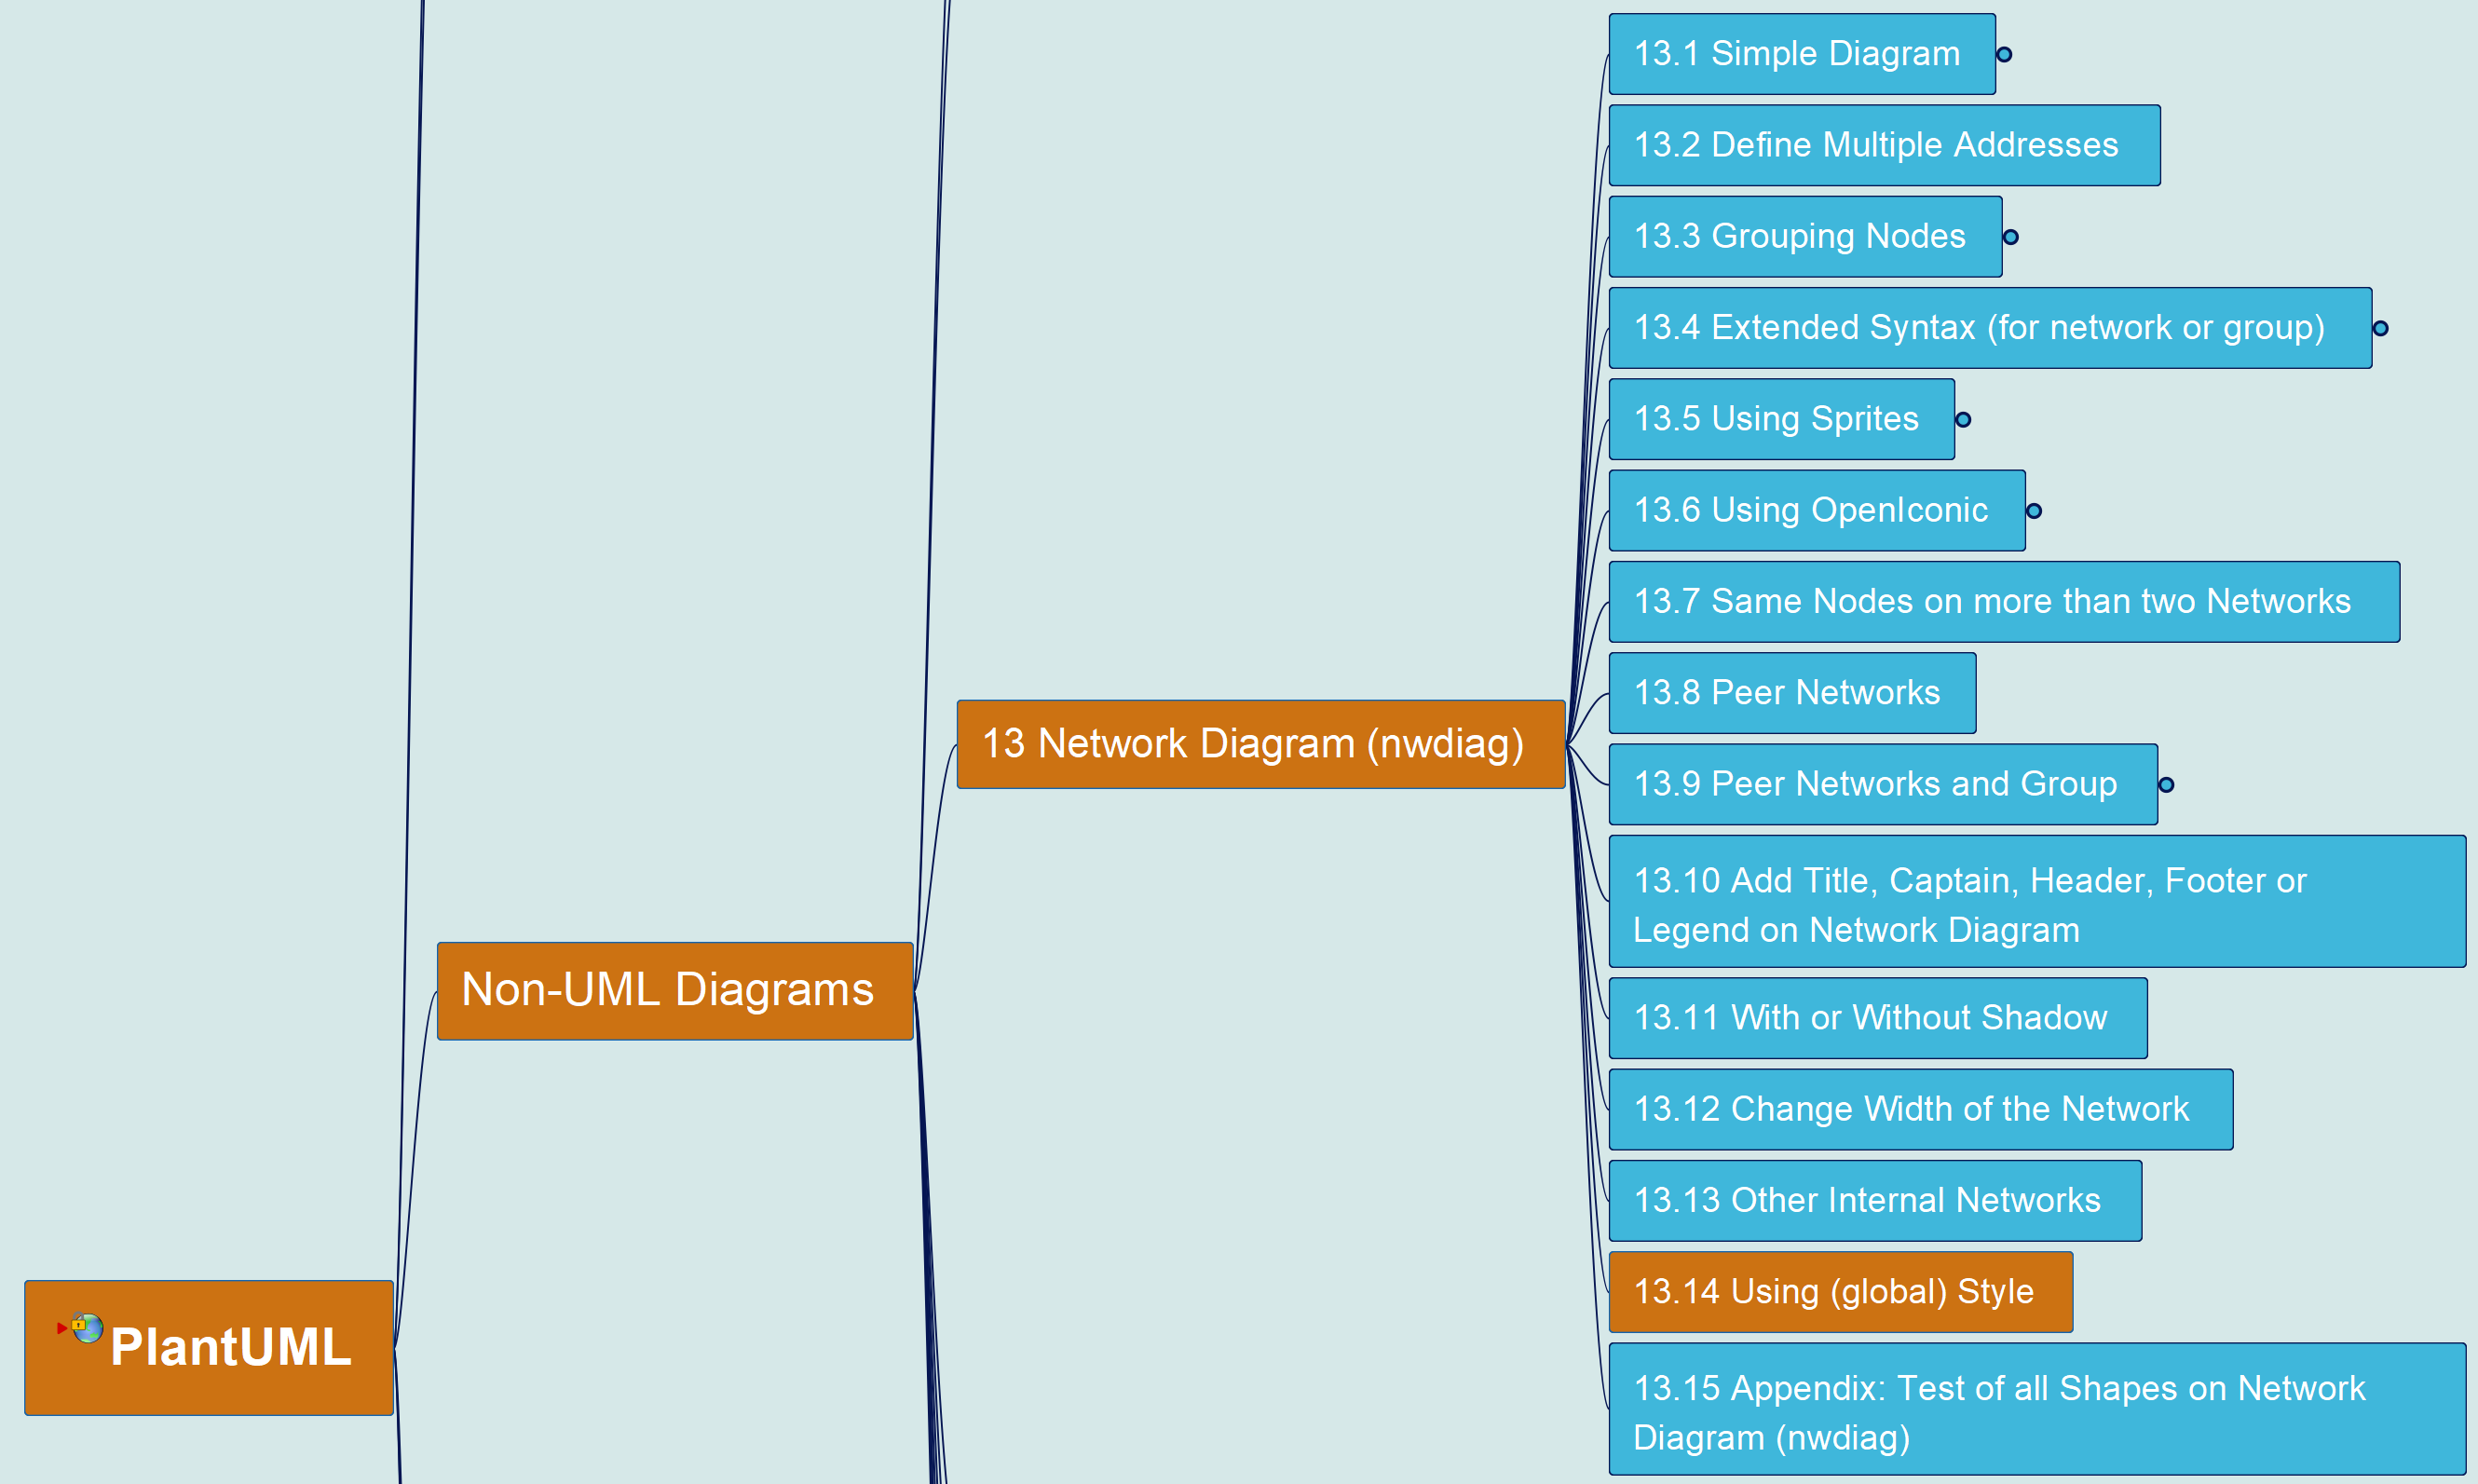 13.1 Simple Diagram
13.2 Define Multiple Addresses
13.3 Grouping Nodes
13.4 Extended Syntax (for network or group)
13.5 Using Sprites
13.6 Using OpenIconic
13.7 Same Nodes on more than two Networks
13.8 Peer Networks
13 Network Diagram (nwdiag)
13.9 Peer Networks and Group
13.10 Add Title, Captain, Header, Footer or
Legend on Network Diagram
Non-UML Diagrams
13.11 With or Without Shadow
13.12 Change Width of the Network
13.13 Other Internal Networks
13.14 Using (global) Style
PlantUML
13.15 Appendix: Test of all Shapes on Network
Diagram (nwdiag)